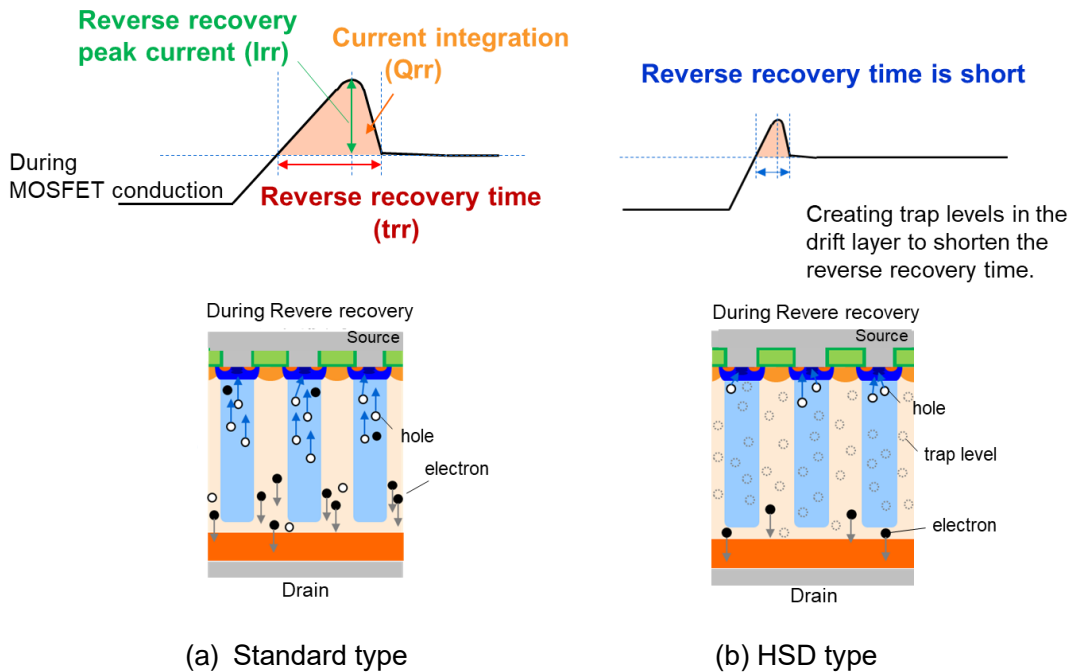 Reverse recovery
peak current (Irr)
Current integration
(Qrr)
During
MOSFET conduction
Reverse recovery time
(trr)
Reverse recovery time is short
Creating trap levels in the
drift layer to shorten the
reverse recovery time.
During Revere recovery
Source
hole
electron
Drain
(a) Standard type
During Revere recovery
Source
hole
trap level
electron
Drain
(b) HSD type